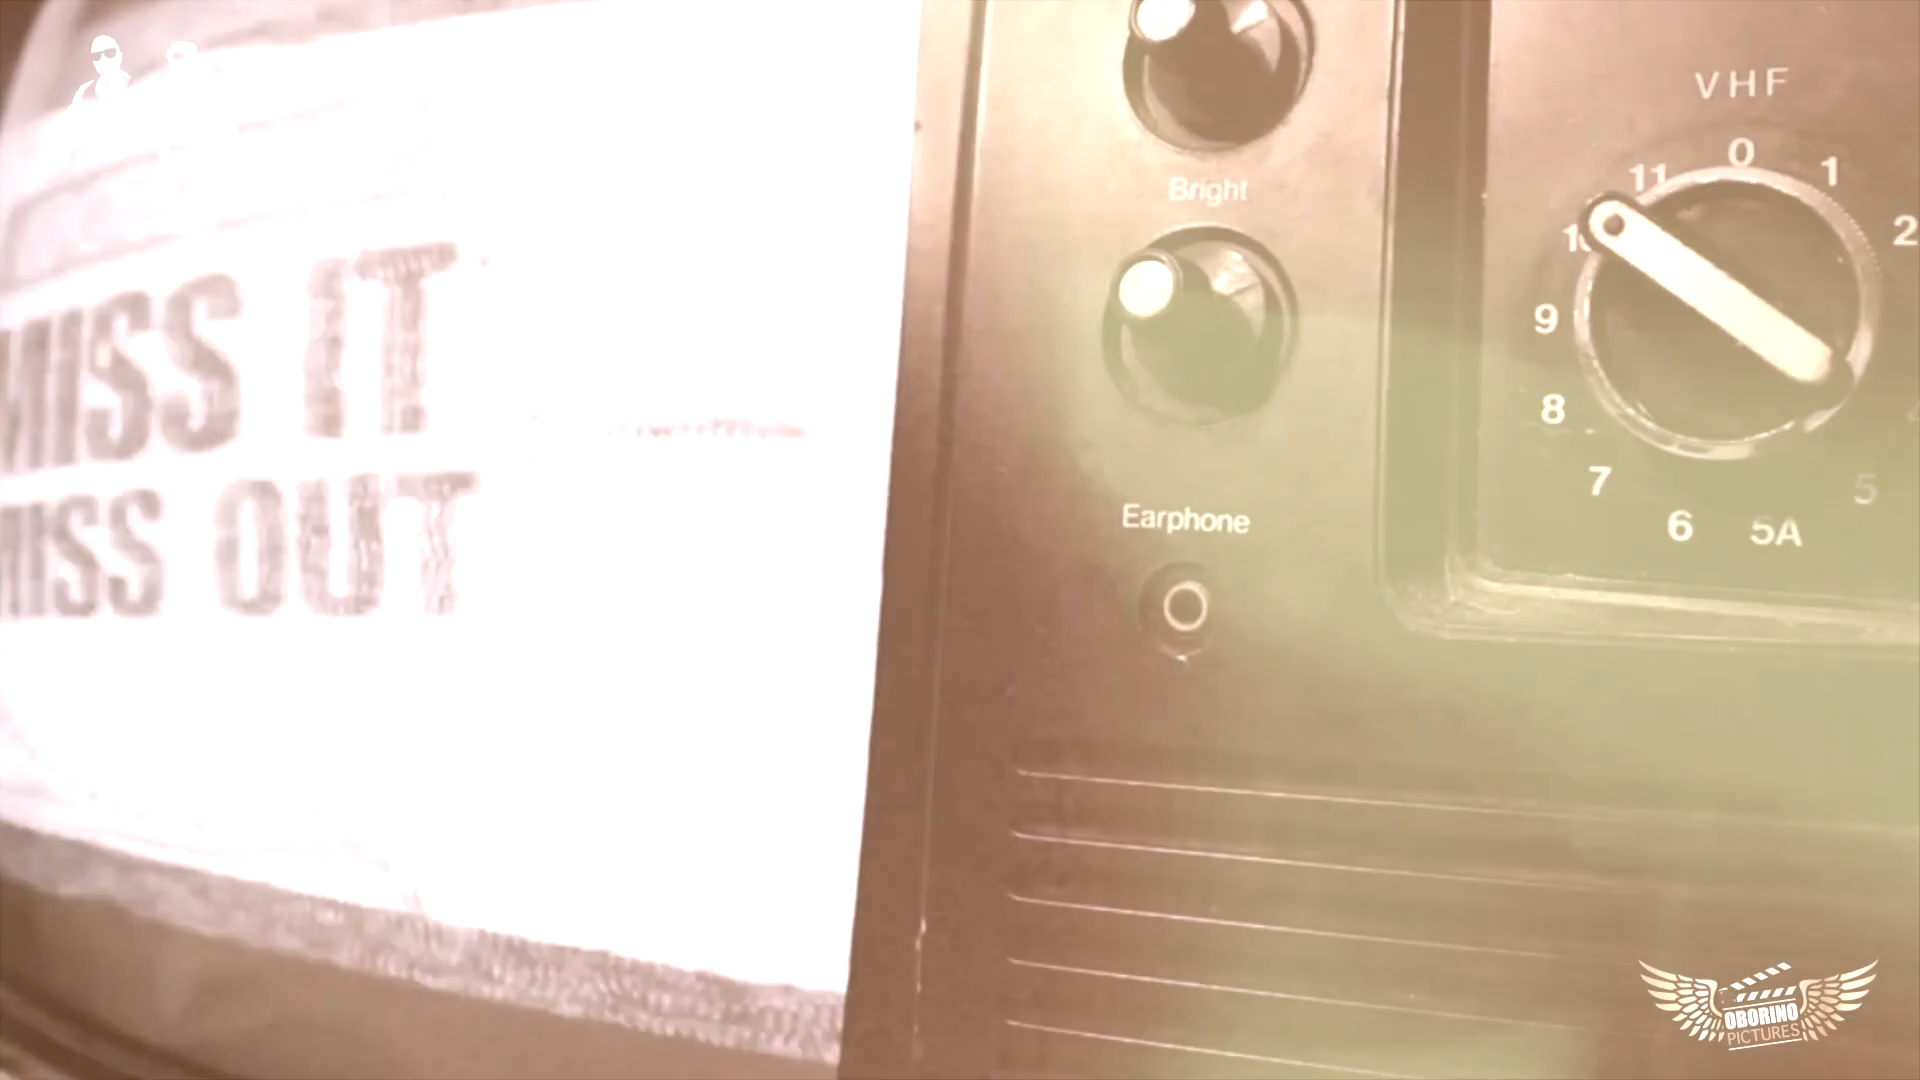 MISS IT
MISS OUT
Bright
Earphone
VHF
0
1
2
5
5A
6
7
8
9
11
OBORINO
PICTURES